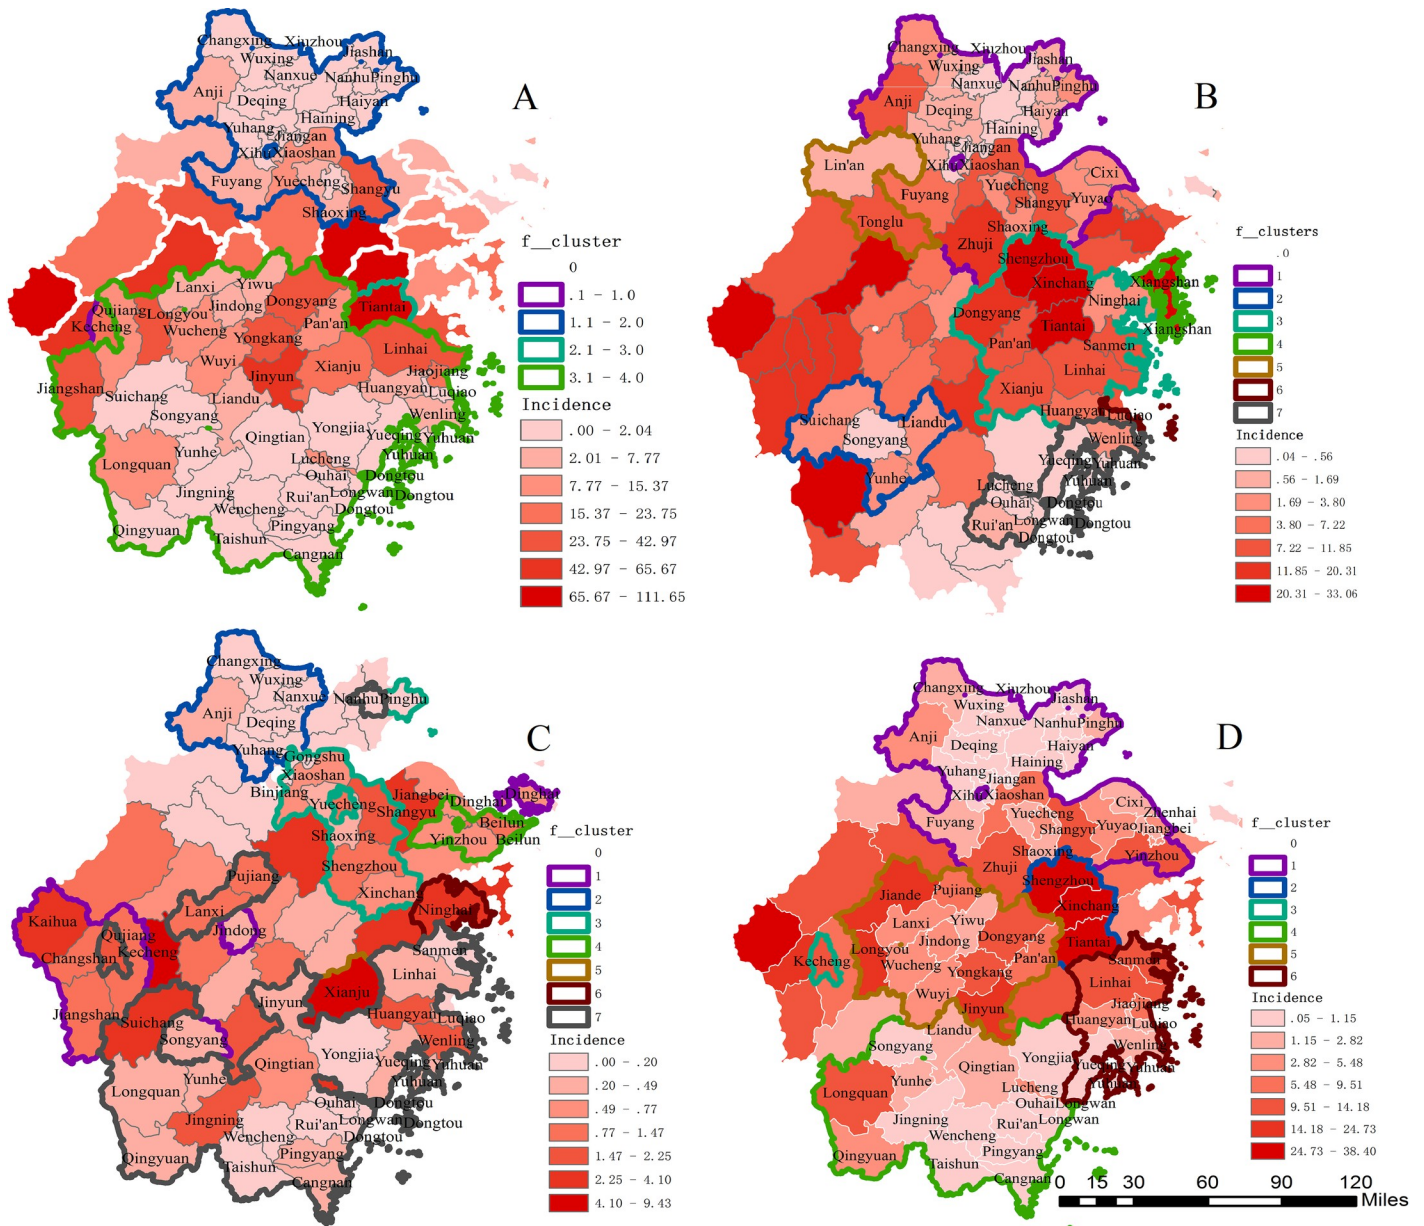 A
Changxing
Xinzhou
Jiashan
Wuxing
Nanxue
Nanhu
Pinghu
Anji
Deqing
Haiyan
Haining
Yuhang
Jiangan
Xihu
Xiaoshan
Fuyang
Yuecheng
Shangyu
Shaoxing
Lanxi
Yiwu
Tiantai
Qujiang
Longyou
Jindong
Dongyang
Kecheng
Wucheng
Pan'an
Yongkang
Linhai
Wuyi
Xianju
Jinyun
Jiaojiang
Jiangshan
Huangyan
Luqiao
Suichang
Liandu
Songyang
Wenling
Yongjia
Qingtian
Yueqing
Yuhuan
Yunhe
Lucheng
Yuhuan
Longquan
Ouhai
Dongtou
Jingning
Rui'an
Longwan
Dongtou
Wencheng
Dongtou
Qingyuan
Pingyang
Taishun
Cangnan
f__cluster
0
.1 - 1.0
1.1 - 2.0
2.1 - 3.0
3.1 - 4.0
Incidence
.00 - 2.04
2.01 - 7.77
7.77 - 15.37
15.37 - 23.75
23.75 - 42.97
42.97 - 65.67
65.67 - 111.65
B
Changxing
Xinzhou
Jiashan
Wuxing
Nanxue
Nanhu
Pinghu
Anji
Deqing
Haiyan
Haining
Yuhang
Jiangan
Lin'an
Xihu
Xiaoshan
Cixi
Fuyang
Yuecheng
Shangyu
Yuyao
Tonglu
Shaoxing
Zhuji
Shengzhou
Xinchang
Xiangshan
Ninghai
Dongyang
Tiantai
Xiangshan
Pan'an
Sanmen
Linhai
Xianju
Huangyan
Luqiao
Suichang
Liandu
Songyang
Wenling
Yueqing
Yuhuan
Yunhe
Lucheng
Yuhuan
Ouhai
Dongtou
Rui'an
Longwan
Dongtou
Dongtou
f__clusters
.0
1
2
3
4
5
6
7
Incidence
.04 - .56
.56 - 1.69
1.69 - 3.80
3.80 - 7.22
7.22 - 11.85
11.85 - 20.31
20.31 - 33.06
C
Changxing
Wuxing
Nanxue
Nanhu
Pinghu
Anji
Deqing
Yuhang
Gongshu
Xiaoshan
Binjiang
Yuecheng
Jiangbei
Dinghai
Dinghai
Shangyu
Beilun
Shaoxing
Yinzhou
Beilun
Shengzhou
Pujiang
Xinchang
Kaihua
Lanxi
Ninghai
Qujiang
Jindong
Kecheng
Changshan
Sanmen
Linhai
Xianju
Jinyun
Jiangshan
Suichang
Huangyan
Luqiao
Songyang
Wenling
Yongjia
Qingtian
Yueqing
Yuhuan
Yunhe
Yuhuan
Longquan
Ouhai
Dongtou
Jingning
Rui'an
Longwan
Dongtou
Wencheng
Dongtou
Pingyang
Qingyuan
Taishun
Cangnan
f__cluster
0
1
2
3
4
5
6
7
Incidence
.00 - .20
.20 - .49
.49 - .77
.77 - 1.47
1.47 - 2.25
2.25 - 4.10
4.10 - 9.43
D
Changxing
Xinzhou
Jiashan
Wuxing
Nanxue
Nanhu
Pinghu
Anji
Deqing
Haiyan
Haining
Yuhang
Jiangan
Xihu
Xiaoshan
Cixi
Zhenhai
Fuyang
Yuecheng
Shangyu
Yuyao
Jiangbei
Shaoxing
Yinzhou
Zhuji
Shengzhou
Jiande
Pujiang
Xinchang
Lanxi
Yiwu
Tiantai
Longyou
Jindong
Dongyang
Kecheng
Wucheng
Pan'an
Sanmen
Yongkang
Linhai
Wuyi
Jinyun
Jiaojiang
Huangyan
Luqiao
Liandu
Songyang
Wenling
Yongjia
Qingtian
Yueqing
Yuhuan
Yunhe
Lucheng
Yuhuan
Longquan
Ouhai
Longwan
Jingning
Rui'an
Longwan
Wencheng
Pingyang
Qingyuan
Taishun
Cangnan
f__cluster
0
1
2
3
4
5
6
Incidence
.05 - 1.15
1.15 - 2.82
2.82 - 5.48
5.48 - 9.51
9.51 - 14.18
14.18 - 24.73
24.73 - 38.40
0 15 30 60 90 120
Miles